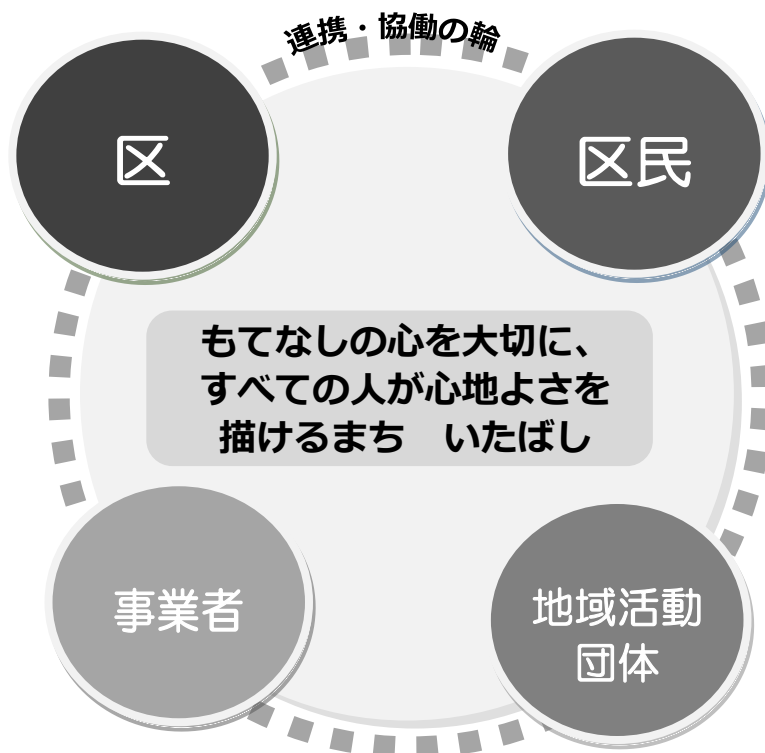 連携・協働の輪
区
区民
もてなしの心を大切に、
すべての人が心地よさを
描けるまち　いたばし
事業者
地域活動
団体